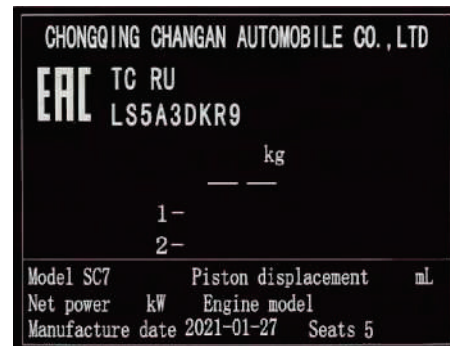 CHONGQING CHANGAN AUTOMOBILE CO.,LTD
EAC TC RU
LS5A3DKR9
kg
— —
1-
2-
Model SC7 Piston displacement mL
Net power kW Engine model
Manufacture date 2021-01-27 Seats 5